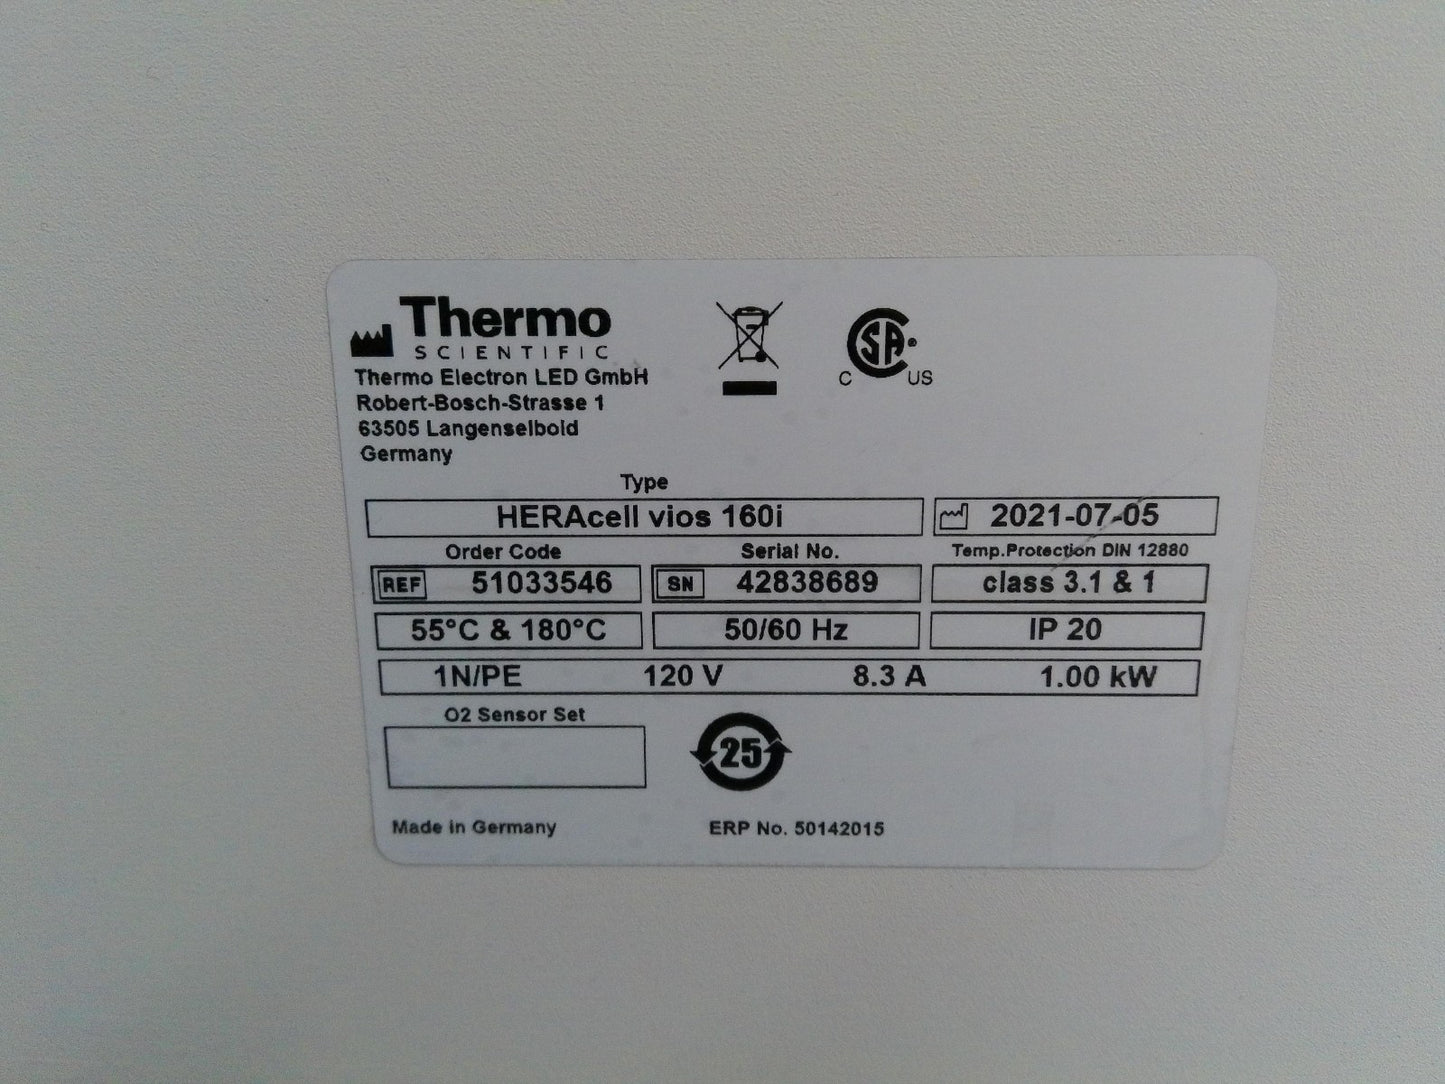 Thermo
SCIENTIFIC
Thermo Electron LED GmbH
Robert-Bosch-Strasse 1
63505 Langenselbold
Germany
SA
C US
Type
HERAcell vios 160i 2021-07-05
Order Code Serial No. Temp.Protection DIN 12880
REF 51033546 SN 42838689 class 3.1 & 1
55°C & 180°C 50/60 Hz IP 20
1N/PE 120 V 8.3 A 1.00 kW
O2 Sensor Set
25
Made in Germany ERP No. 50142015